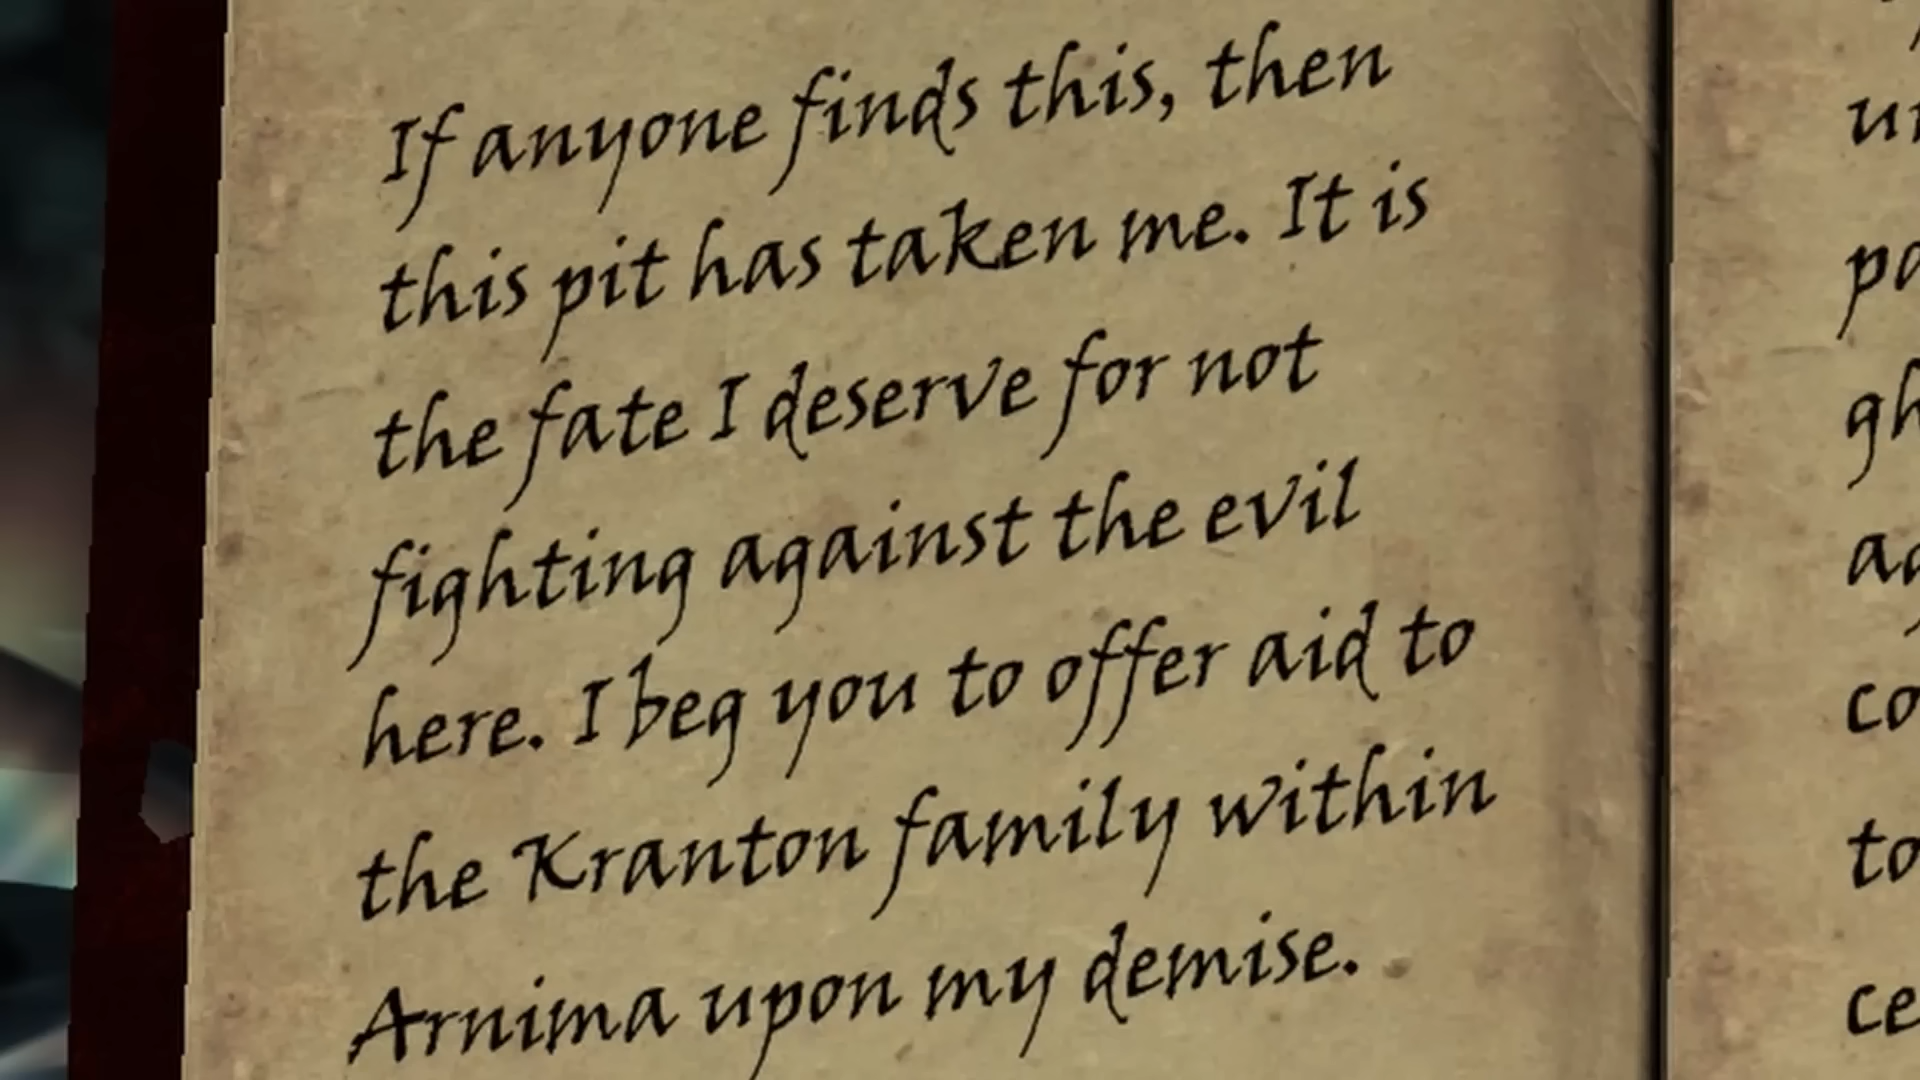 If anyone finds this, then
this pit has taken me. It is
the fate I deserve for not
fighting against the evil
here. I beg you to offer aid to
the Kranton family within
Arnima upon my demise.